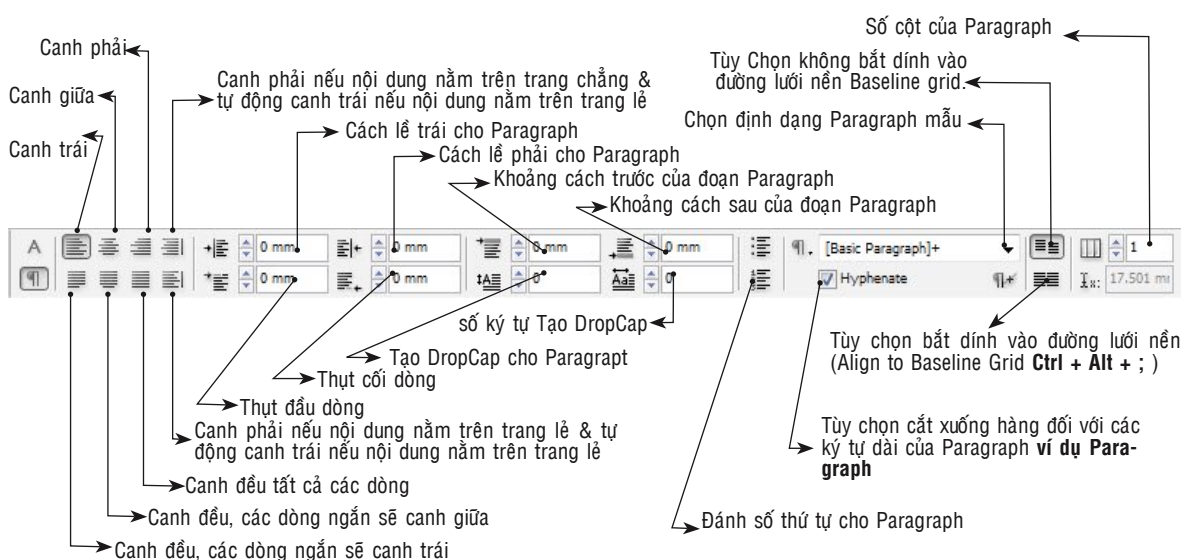 Số cột của Paragraph
Canh phải
Tùy Chọn không bắt dính vào
đường lưới nền Baseline grid.
Canh giữa
Canh phải nếu nội dung nằm trên trang chẳng &
tự động canh trái nếu nội dung nằm trên trang lẻ
Chọn định dạng Paragraph mẫu
Canh trái
Cách lề trái cho Paragraph
Cách lề phải cho Paragraph
Khoảng cách trước của đoạn Paragraph
Khoảng cách sau của đoạn Paragraph
A 0 mm 0 mm 0 mm 0 mm [Basic Paragraph]+ 1
0 mm 0 mm 0 0 Hyphenate 17.501 mm
số ký tự Tạo DropCap
Tạo DropCap cho Paragrapt
Thụt cối dòng
Thụt đầu dòng
Canh phải nếu nội dung nằm trên trang lẻ & tự
động canh trái nếu nội dung nằm trên trang lẻ
Canh đều tất cả các dòng
Canh đều, các dòng ngắn sẽ canh giữa
Canh đều, các dòng ngắn sẽ canh trái
Tùy chọn bắt dính vào đường lưới nền
(Align to Baseline Grid Ctrl + Alt + ; )
Tùy chọn cắt xuống hàng đối với các
ký tự dài của Paragraph ví dụ Para-
graph
Đánh số thứ tự cho Paragraph